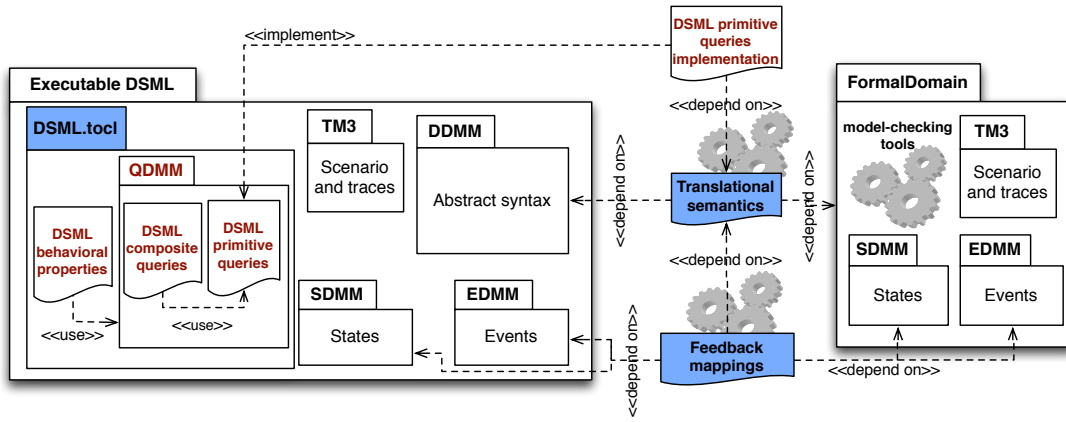 <<implement>>
DSML primitive
queries
implementation
Executable DSML
FormalDomain
<<depend on>>
DSML.tocl
TM3
Scenario
and traces
DDMM
Abstract syntax
<<depend on>>
Translational
semantics
<<depend on>>
model-checking
tools
TM3
Scenario
and traces
QDMM
DSML
behavioral
properties
DSML
composite
queries
DSML
primitive
queries
<<use>>
<<use>>
SDMM
States
EDMM
Events
<<depend on>>
<<depend on>>
Feedback
mappings
<<depend on>>
SDMM
States
EDMM
Events